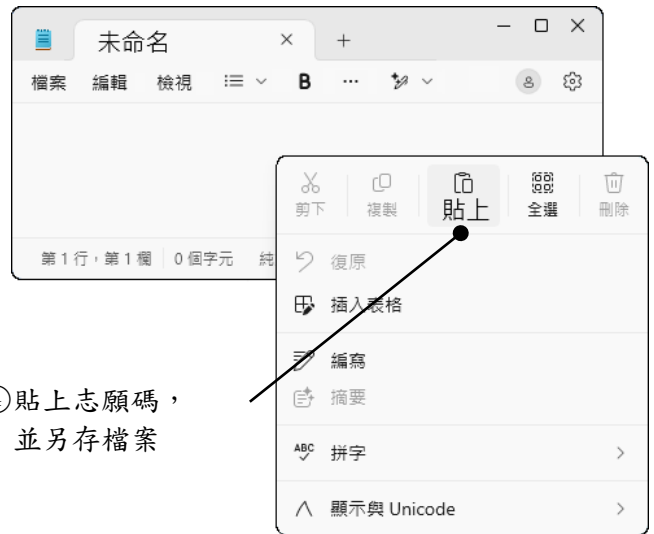 未命名
檔案 編輯 檢視 B ...
剪下 複製 貼上 全選 刪除
第 1 行，第 1 欄 0 個字元 純
復原
插入表格
編寫
摘要
貼上志願碼，
並另存檔案
ABC 拼字
顯示與 Unicode